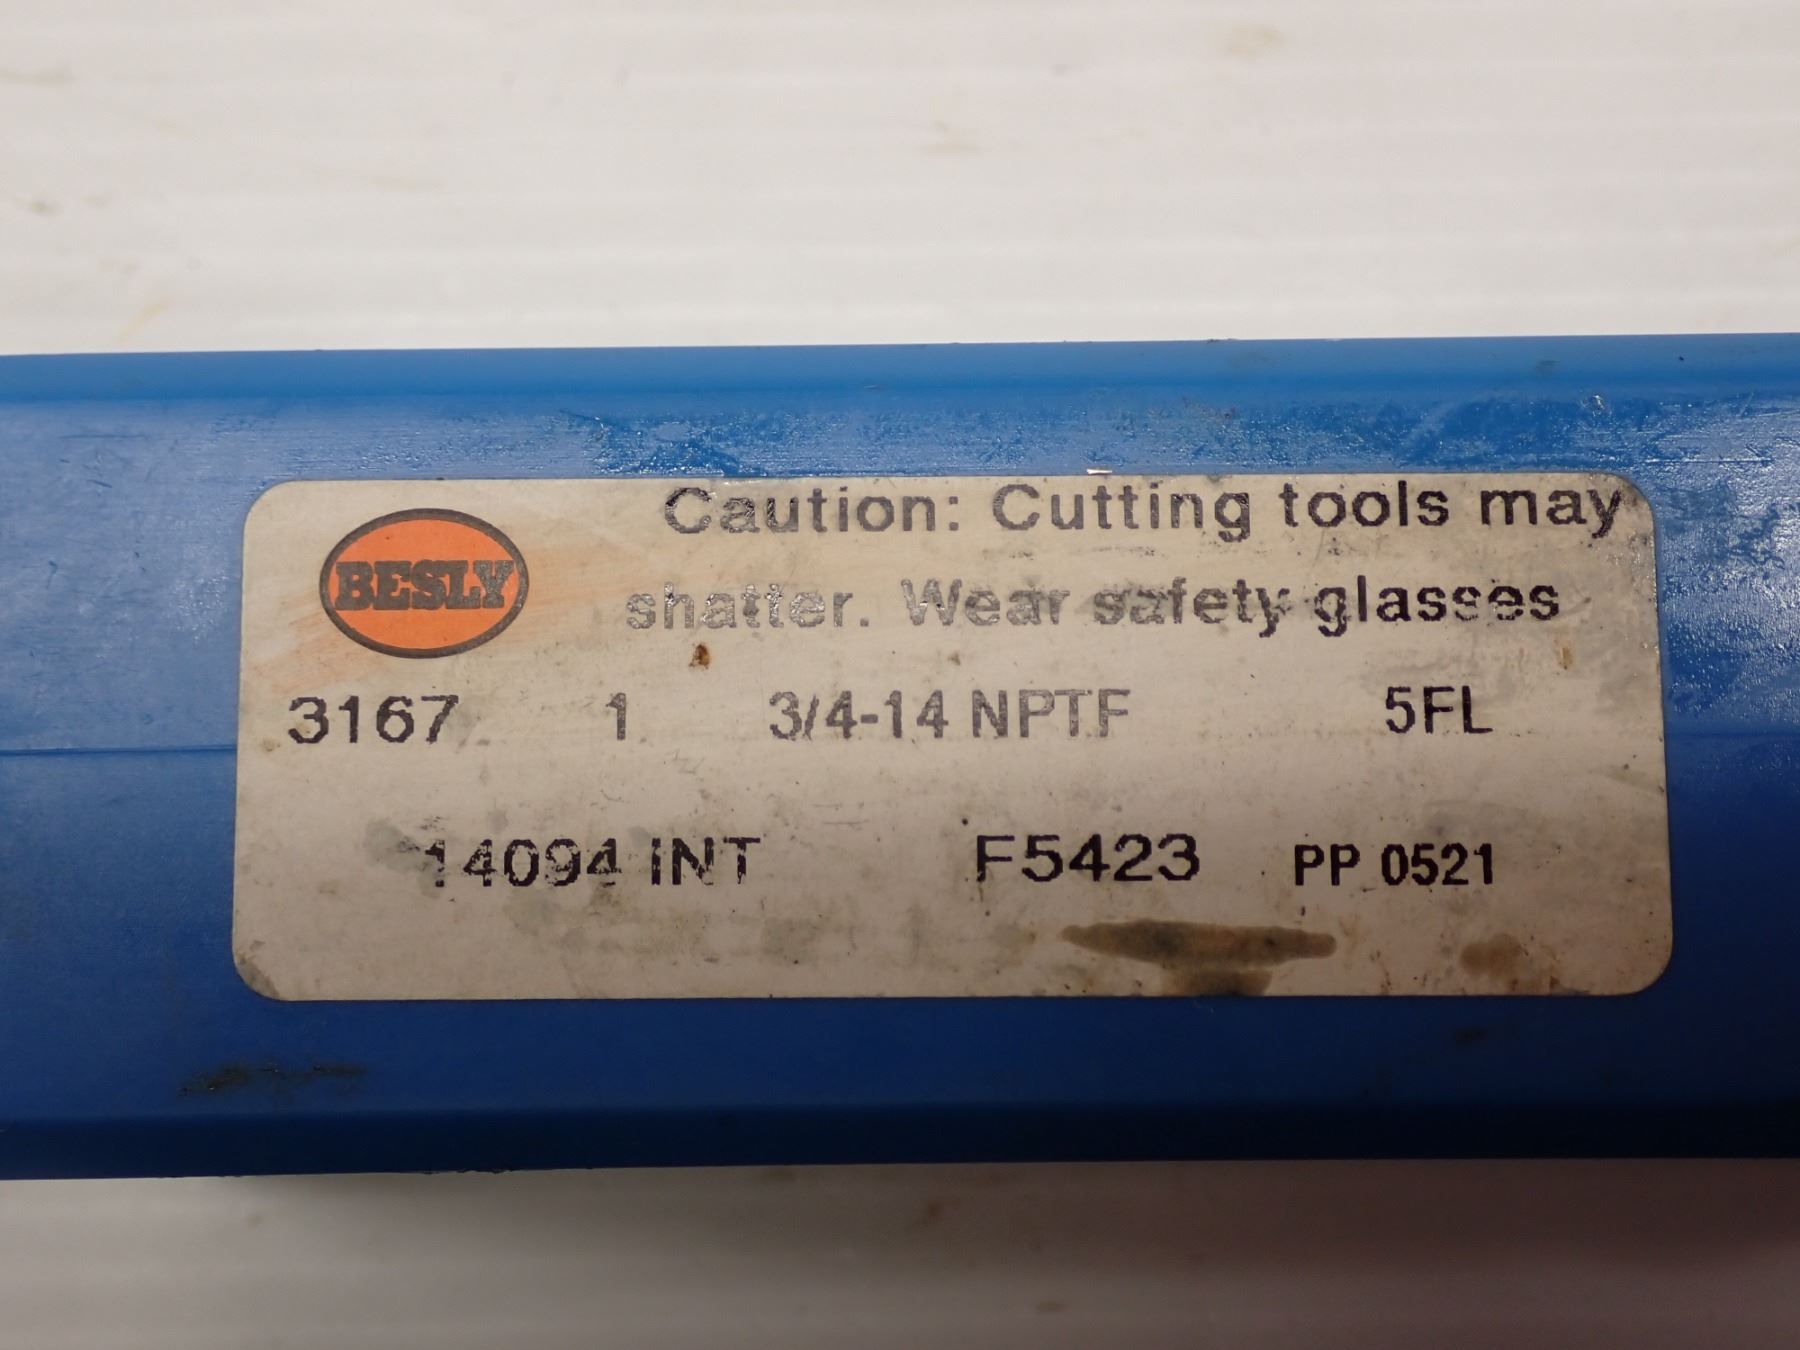 BESLY
Caution: Cutting tools may
shatter. Wear safety glasses
3167 1 3/4-14 NPTF 5FL
14094 INT F5423 PP 0521